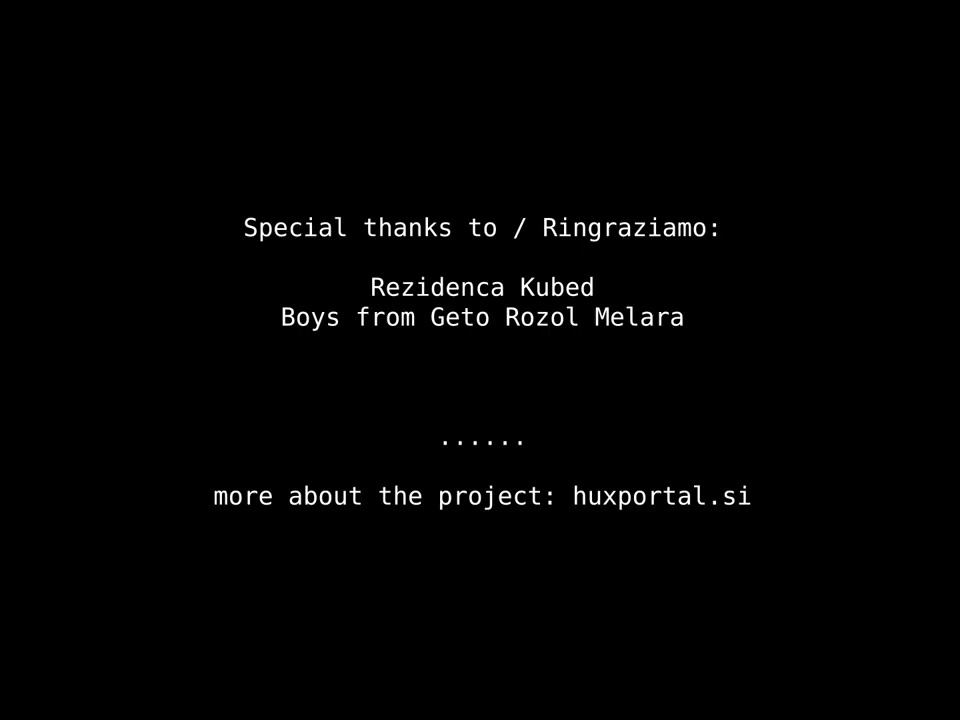 Special thanks to / Ringraziamo:
Rezidenca Kubed
Boys from Geto Rozol Melara
......
more about the project: huxportal.si